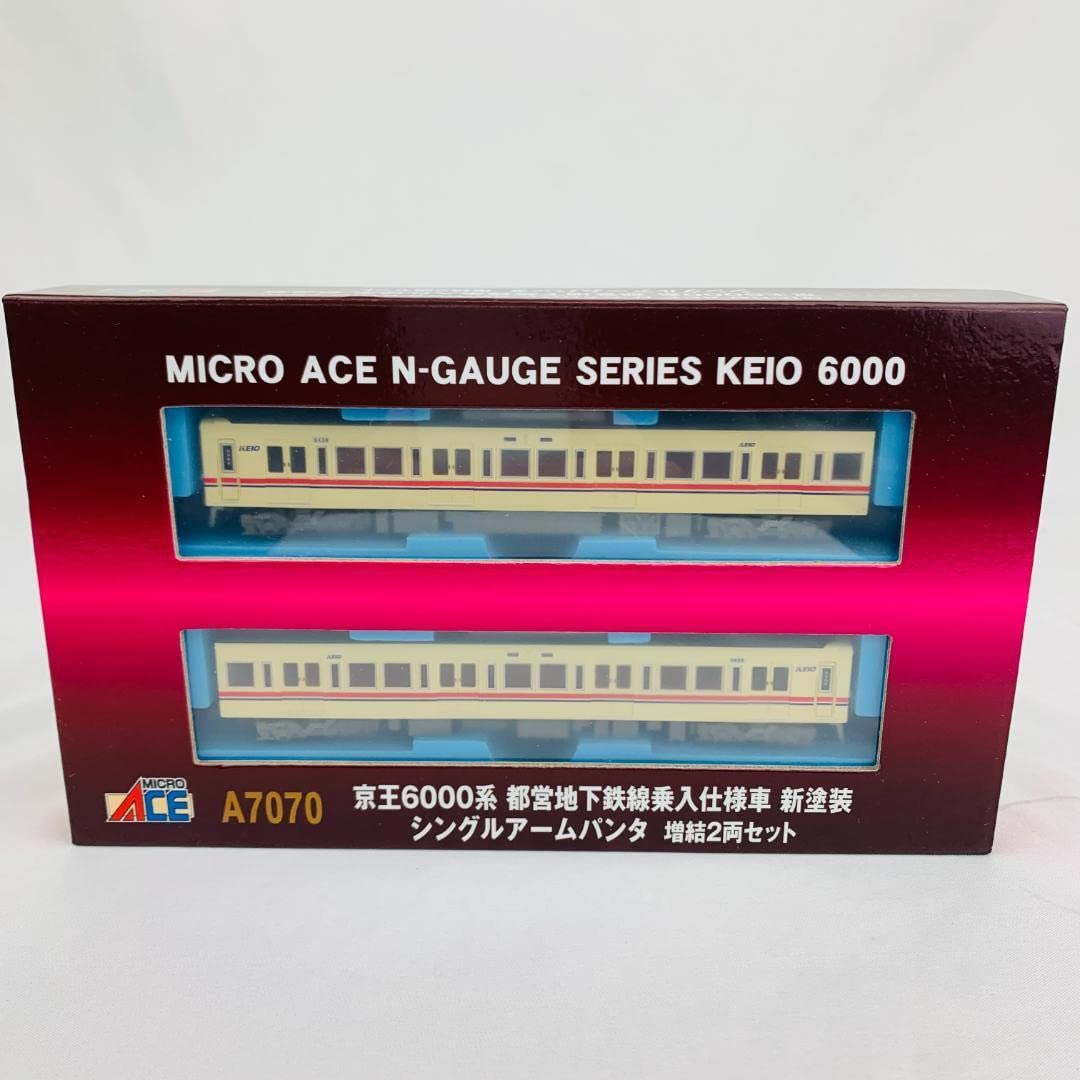 MICRO ACE N-GAUGE SERIES KEIO 6000
KEIO
KEIO
KEIO
KEIO
MICRO
ACE
A7070
京王6000系 都営地下鉄線乗入仕様車 新塗装
シングルアームパンタ 増結2両セット